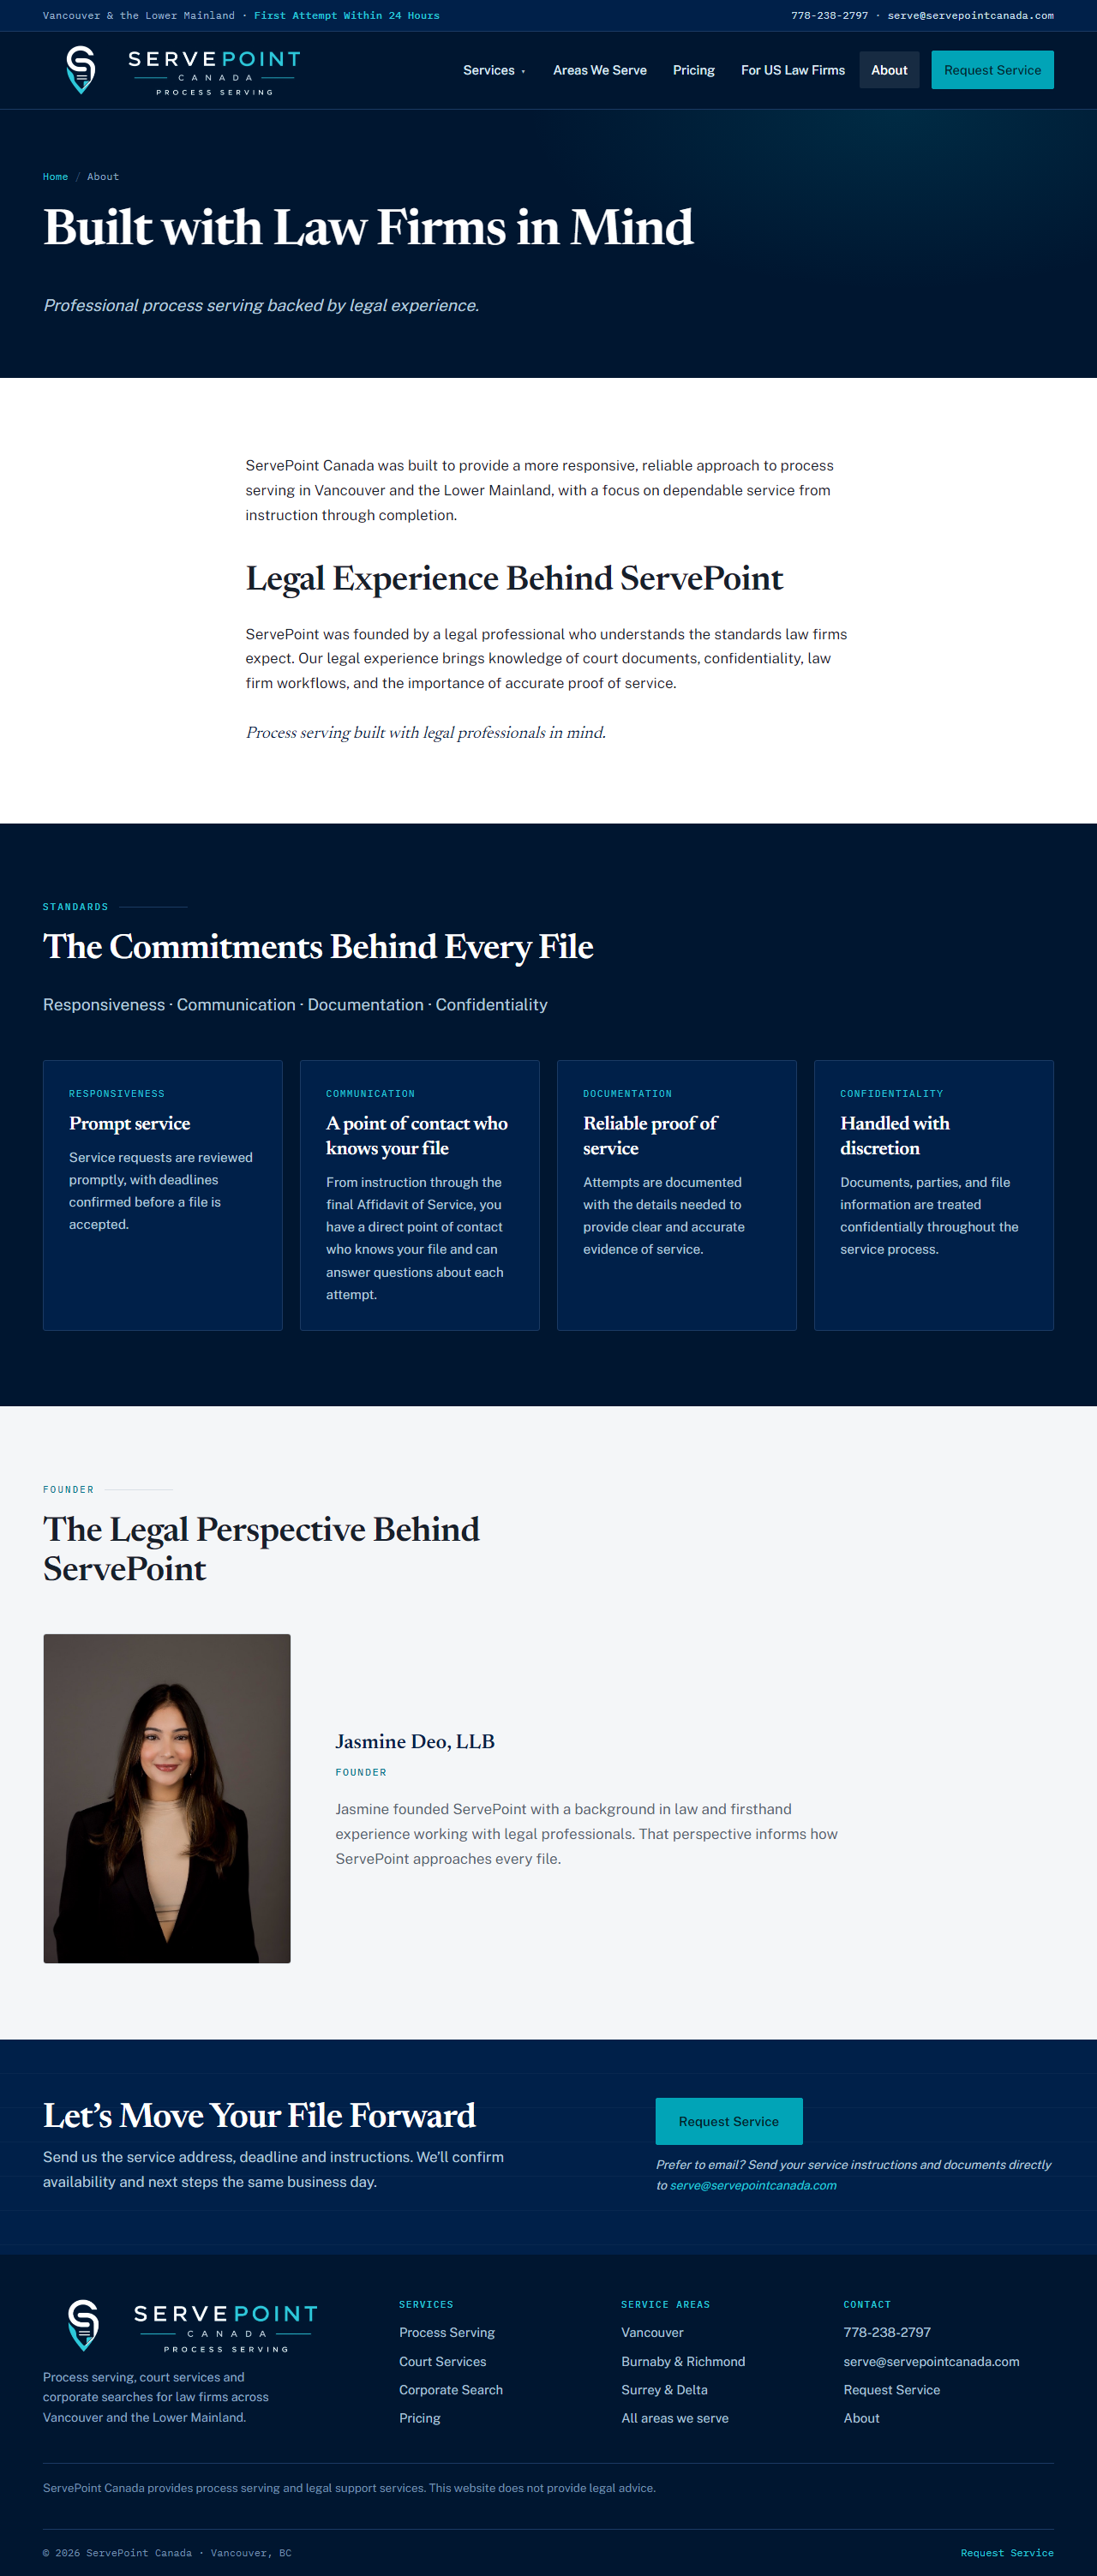 Vancouver & the Lower Mainland · First Attempt Within 24 Hours
778-238-2797 · serve@servepointcanada.com
SERVEPOINT
CANADA
PROCESS SERVING
Services ▾ Areas We Serve Pricing For US Law Firms About Request Service
Home / About
Built with Law Firms in Mind
Professional process serving backed by legal experience.
ServePoint Canada was built to provide a more responsive, reliable approach to process
serving in Vancouver and the Lower Mainland, with a focus on dependable service from
instruction through completion.
Legal Experience Behind ServePoint
ServePoint was founded by a legal professional who understands the standards law firms
expect. Our legal experience brings knowledge of court documents, confidentiality, law
firm workflows, and the importance of accurate proof of service.
Process serving built with legal professionals in mind.
STANDARDS
The Commitments Behind Every File
Responsiveness · Communication · Documentation · Confidentiality
RESPONSIVENESS
Prompt service
Service requests are reviewed
promptly, with deadlines
confirmed before a file is
accepted.
COMMUNICATION
A point of contact who
knows your file
From instruction through the
final Affidavit of Service, you
have a direct point of contact
who knows your file and can
answer questions about each
attempt.
DOCUMENTATION
Reliable proof of
service
Attempts are documented
with the details needed to
provide clear and accurate
evidence of service.
CONFIDENTIALITY
Handled with
discretion
Documents, parties, and file
information are treated
confidentially throughout the
service process.
FOUNDER
The Legal Perspective Behind
ServePoint
Jasmine Deo, LLB
FOUNDER
Jasmine founded ServePoint with a background in law and firsthand
experience working with legal professionals. That perspective informs how
ServePoint approaches every file.
Let's Move Your File Forward
Send us the service address, deadline and instructions. We'll confirm
availability and next steps the same business day.
Request Service
Prefer to email? Send your service instructions and documents directly
to serve@servepointcanada.com
SERVEPOINT
CANADA
PROCESS SERVING
Process serving, court services and
corporate searches for law firms across
Vancouver and the Lower Mainland.
SERVICES
Process Serving
Court Services
Corporate Search
Pricing
SERVICE AREAS
Vancouver
Burnaby & Richmond
Surrey & Delta
All areas we serve
CONTACT
778-238-2797
serve@servepointcanada.com
Request Service
About
ServePoint Canada provides process serving and legal support services. This website does not provide legal advice.
© 2026 ServePoint Canada · Vancouver, BC
Request Service